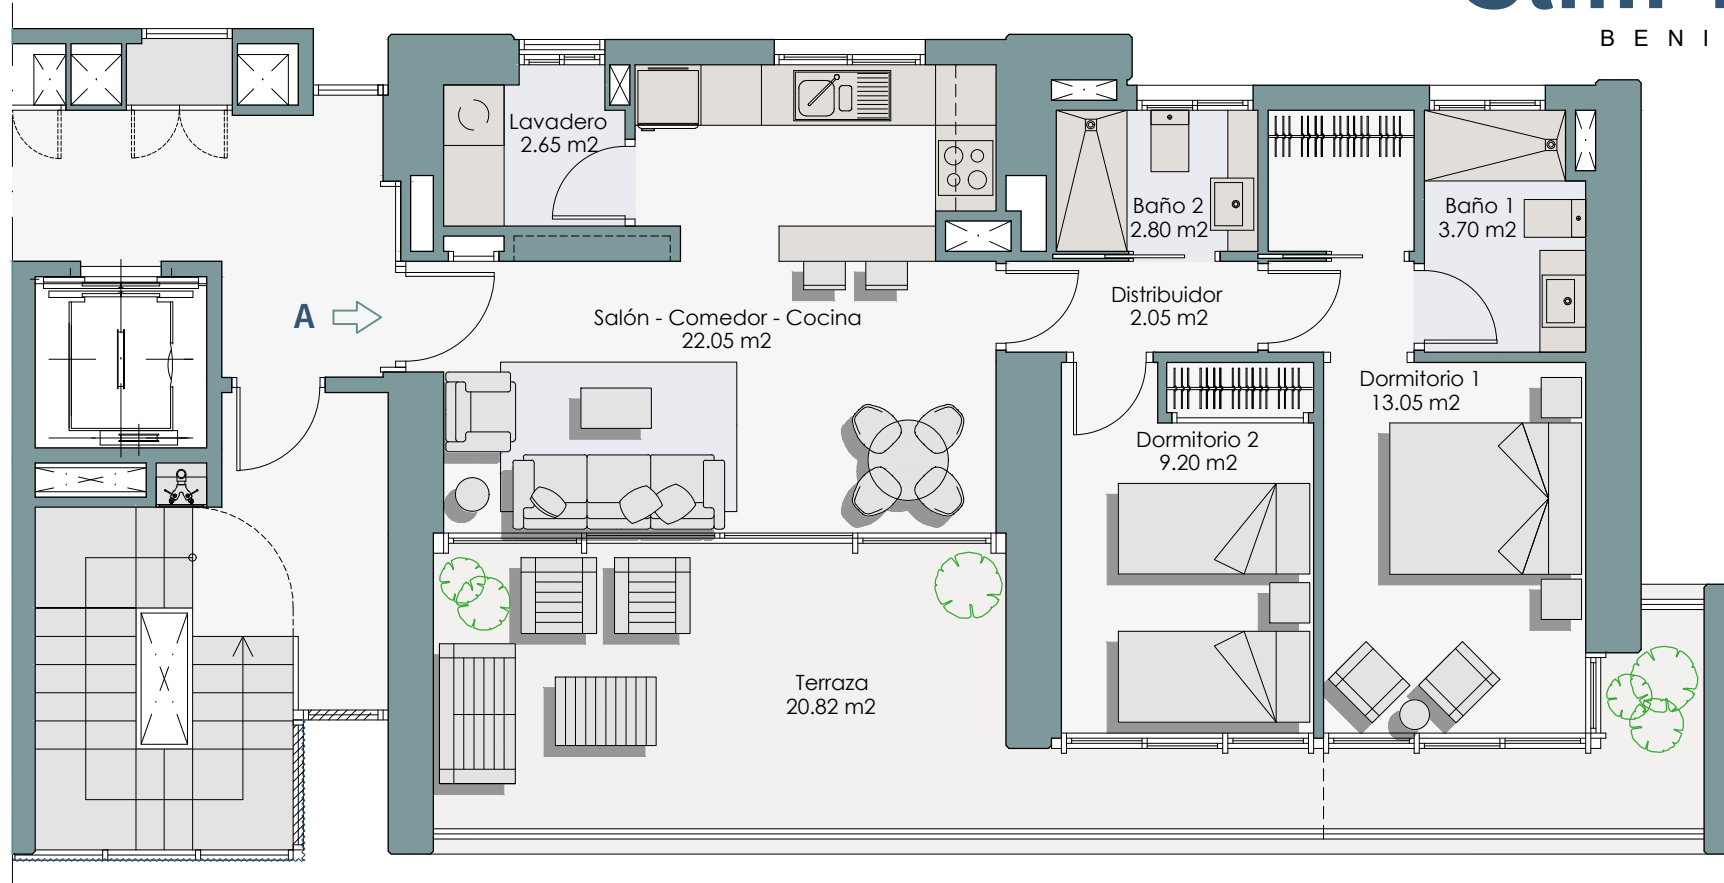 B E N I
Lavadero
2.65 m2
Baño 2
2.80 m2
Baño 1
3.70 m2
A
Salón - Comedor - Cocina
22.05 m2
Distribuidor
2.05 m2
Dormitorio 1
13.05 m2
Dormitorio 2
9.20 m2
Terraza
20.82 m2